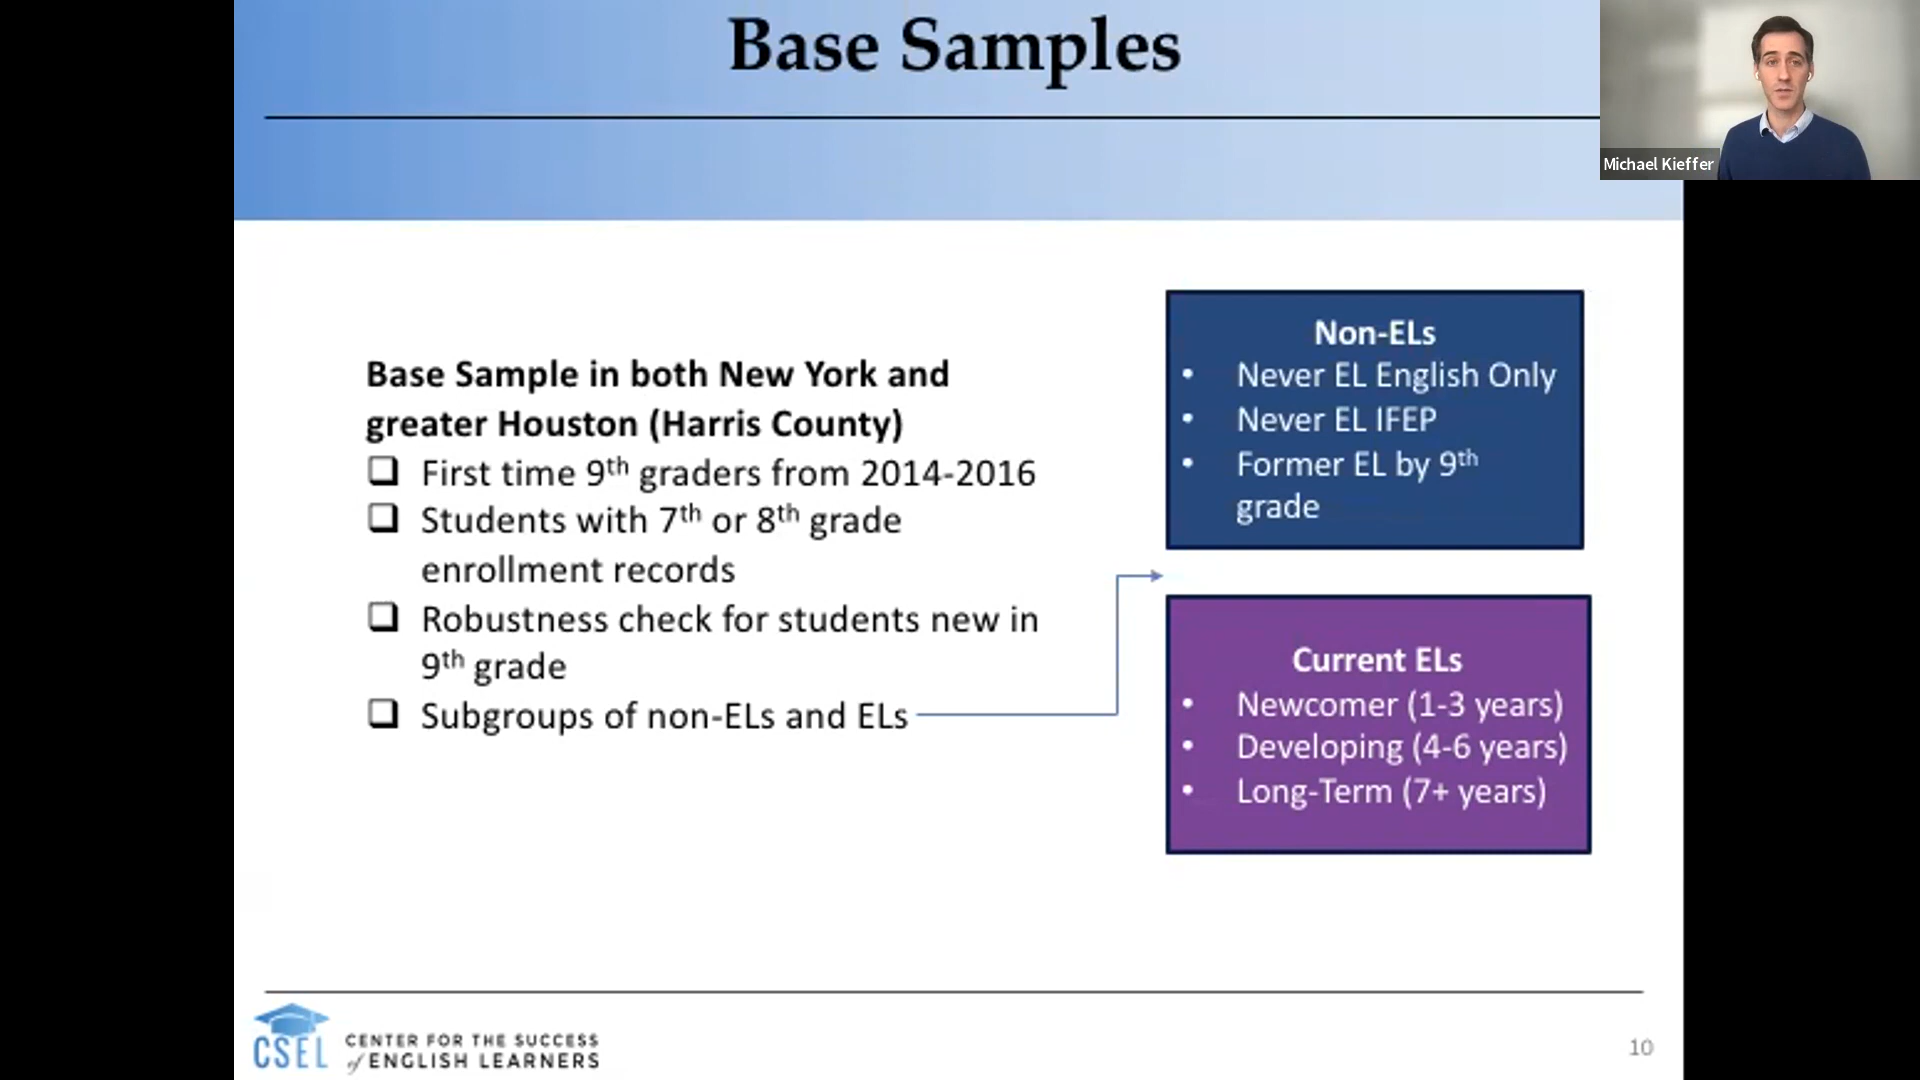 Base Samples
Michael Kieffer
Base Sample in both New York and
greater Houston (Harris County)
❑ First time 9th graders from 2014-2016
❑ Students with 7th or 8th grade
enrollment records
❑ Robustness check for students new in
9th grade
❑ Subgroups of non-ELs and ELs
Non-ELs
• Never EL English Only
• Never EL IFEP
• Former EL by 9th
grade
Current ELs
• Newcomer (1-3 years)
• Developing (4-6 years)
• Long-Term (7+ years)
CSEL
CENTER FOR THE SUCCESS
of ENGLISH LEARNERS
10